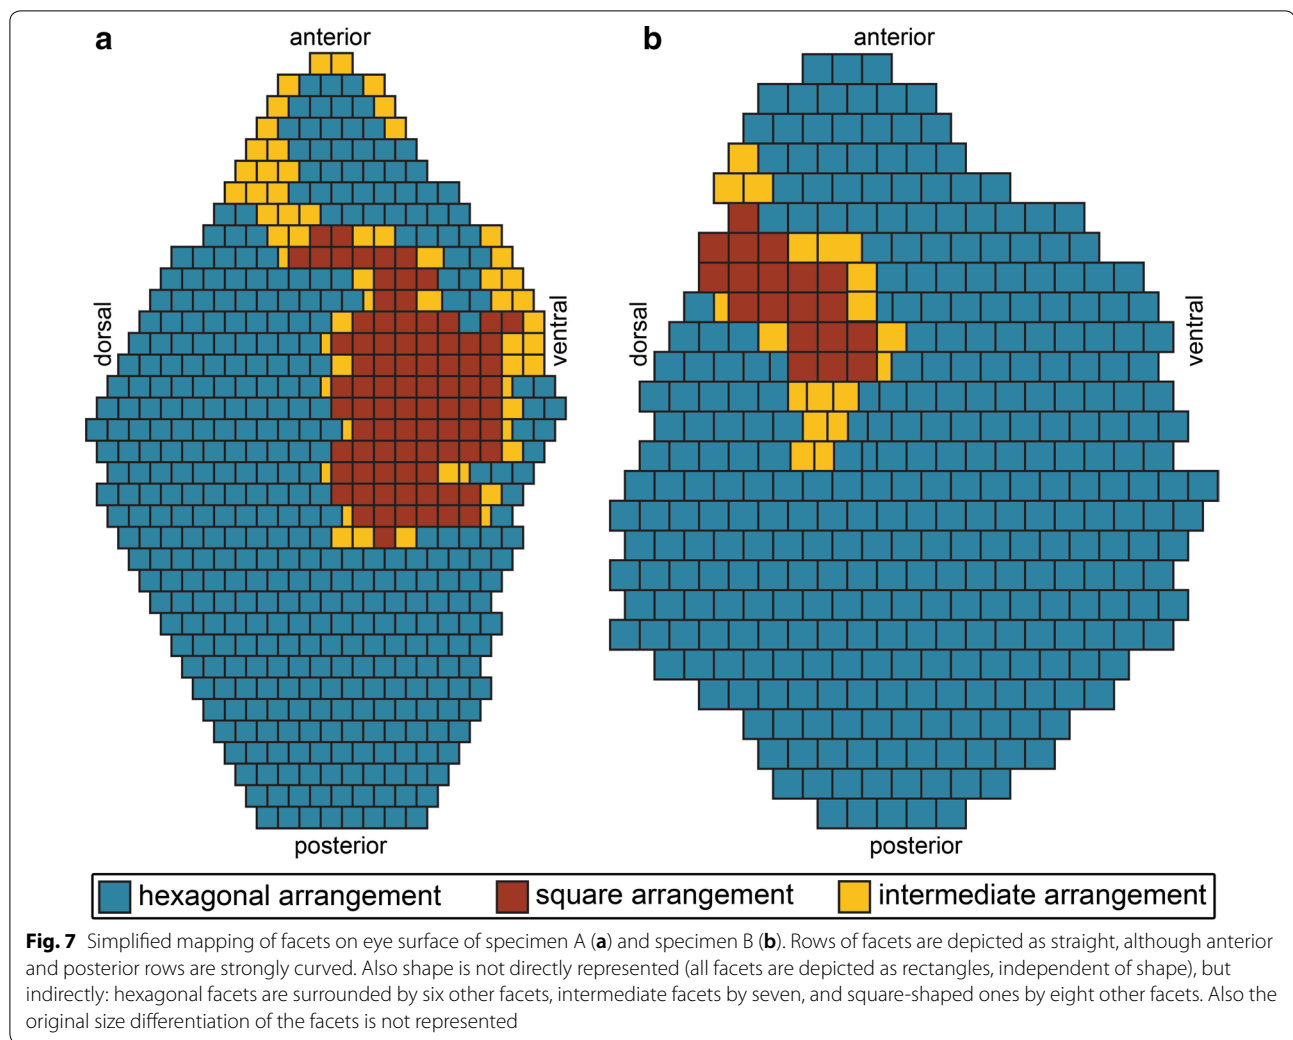 a
anterior
b
anterior
dorsal
ventral
dorsal
ventral
posterior
posterior
hexagonal arrangement
square arrangement
intermediate arrangement
Fig. 7 Simplified mapping of facets on eye surface of specimen A (a) and specimen B (b). Rows of facets are depicted as straight, although anterior
and posterior rows are strongly curved. Also shape is not directly represented (all facets are depicted as rectangles, independent of shape), but
indirectly: hexagonal facets are surrounded by six other facets, intermediate facets by seven, and square-shaped ones by eight other facets. Also the
original size differentiation of the facets is not represented